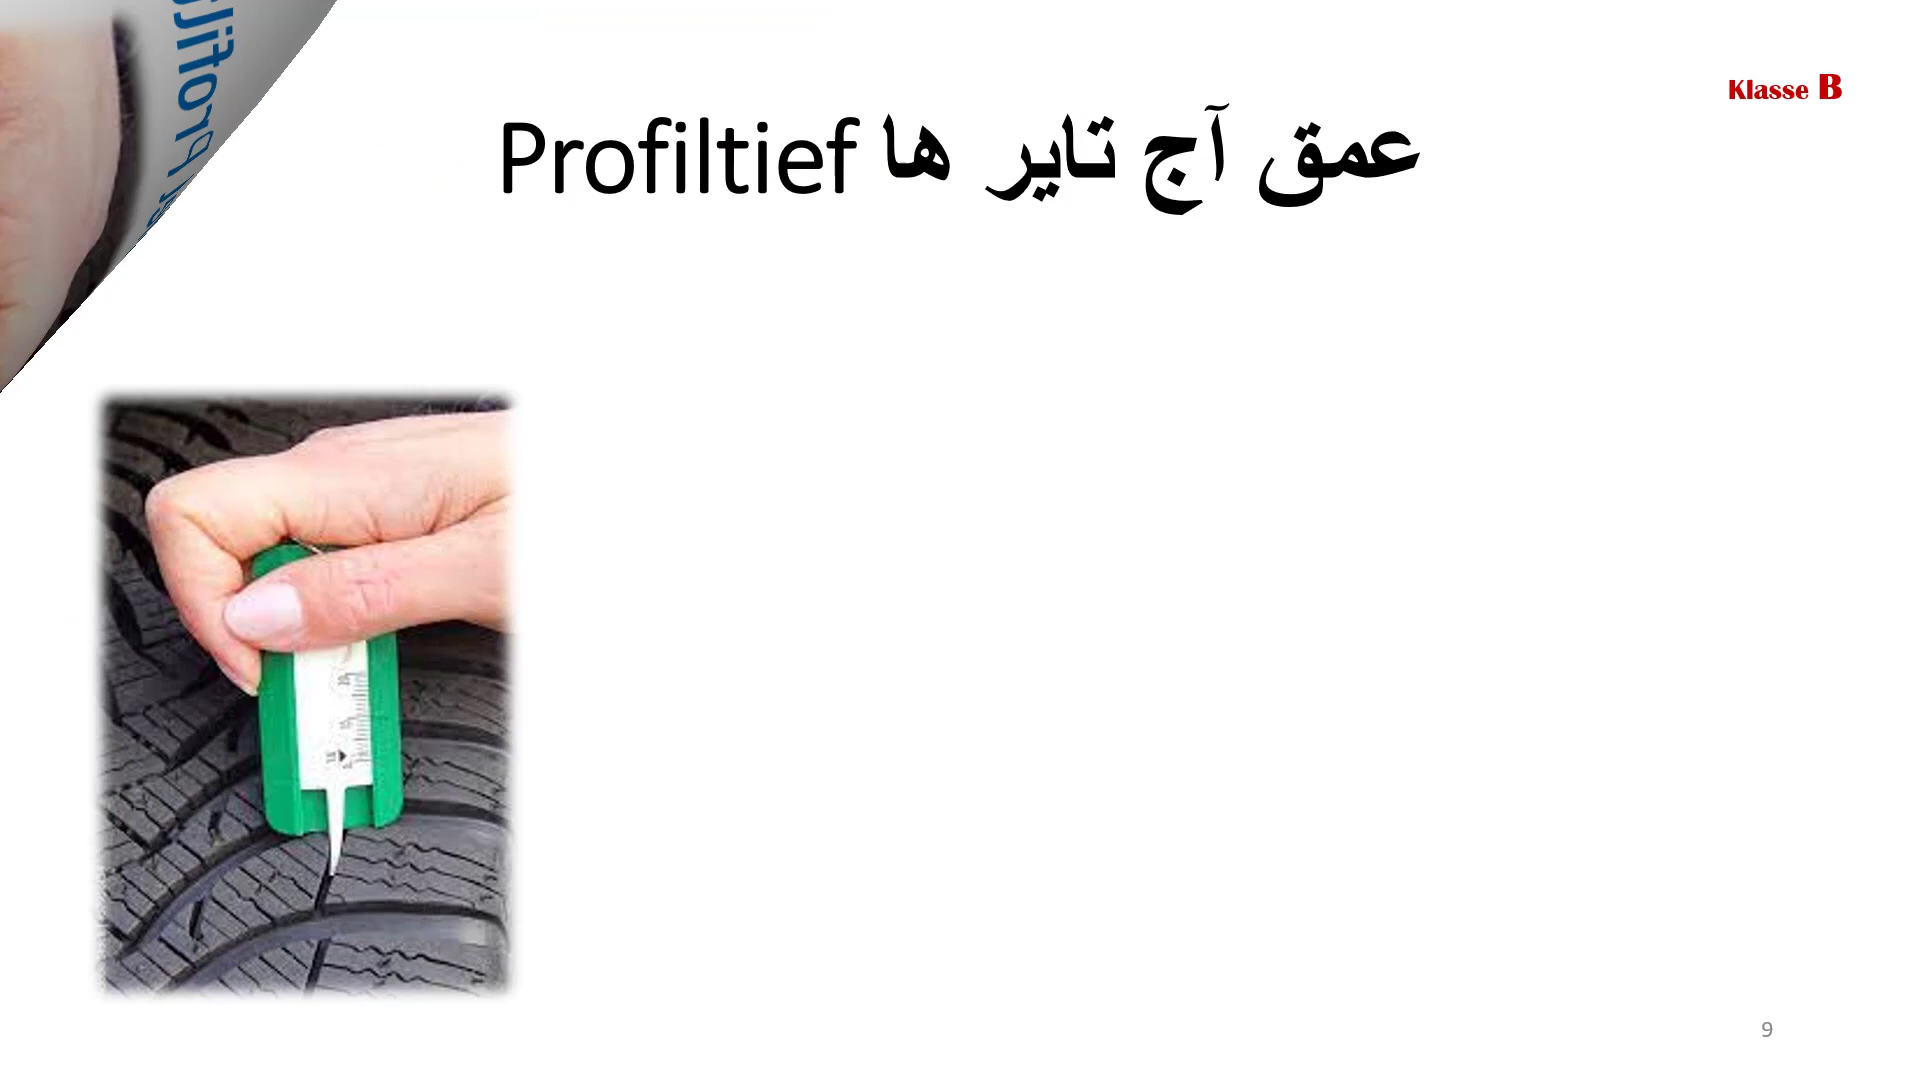 Klasse B
عمق آج تایر ها Profiltief
9